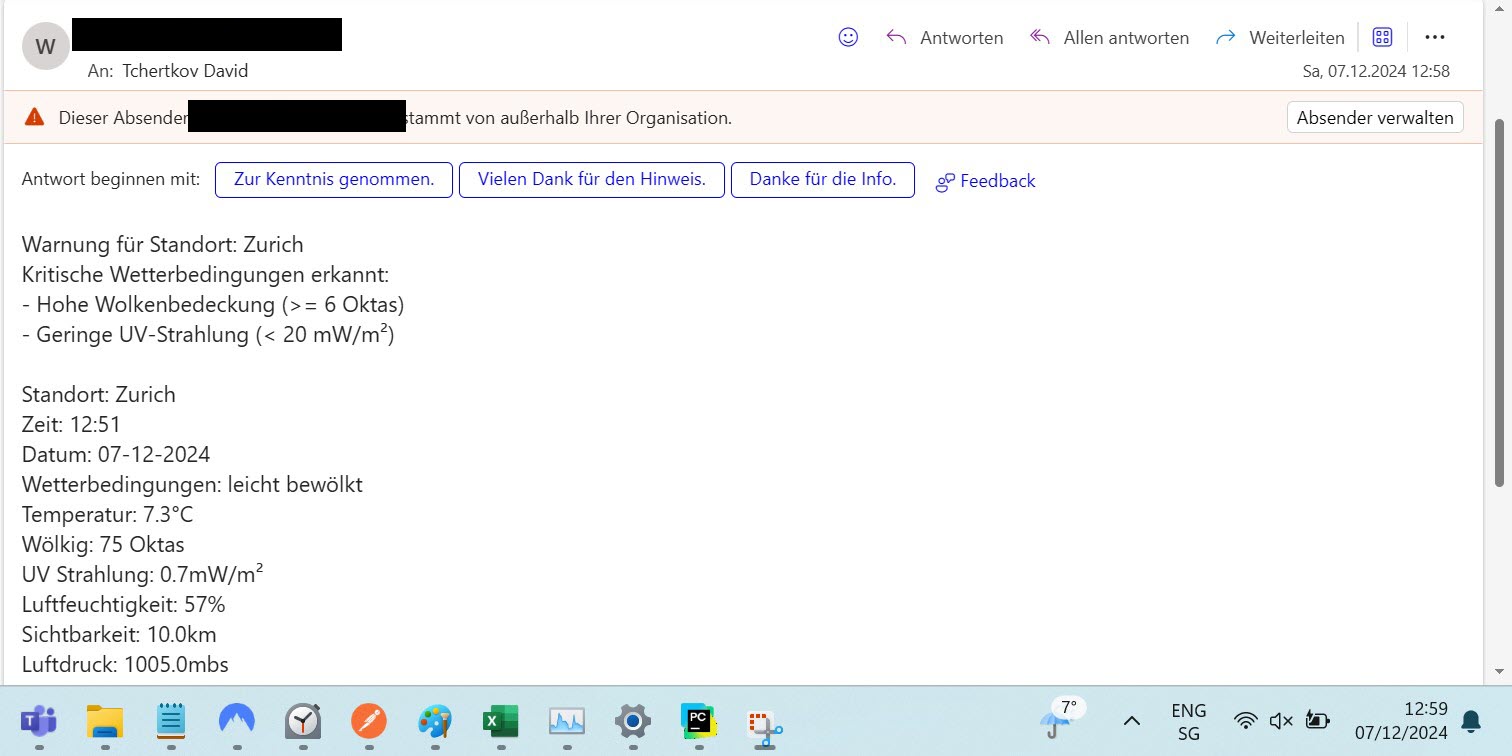 W
An: Tchertkov David
Antworten
Allen antworten
Weiterleiten
Sa, 07.12.2024 12:58
Dieser Absender stammt von außerhalb Ihrer Organisation.
Absender verwalten
Antwort beginnen mit:
Zur Kenntnis genommen.
Vielen Dank für den Hinweis.
Danke für die Info.
Feedback
Warnung für Standort: Zurich
Kritische Wetterbedingungen erkannt:
- Hohe Wolkenbedeckung (>= 6 Oktas)
- Geringe UV-Strahlung (< 20 mW/m²)
Standort: Zurich
Zeit: 12:51
Datum: 07-12-2024
Wetterbedingungen: leicht bewölkt
Temperatur: 7.3°C
Wölkig: 75 Oktas
UV Strahlung: 0.7mW/m²
Luftfeuchtigkeit: 57%
Sichtbarkeit: 10.0km
Luftdruck: 1005.0mbs
T
X
PC
7°
ENG
SG
12:59
07/12/2024